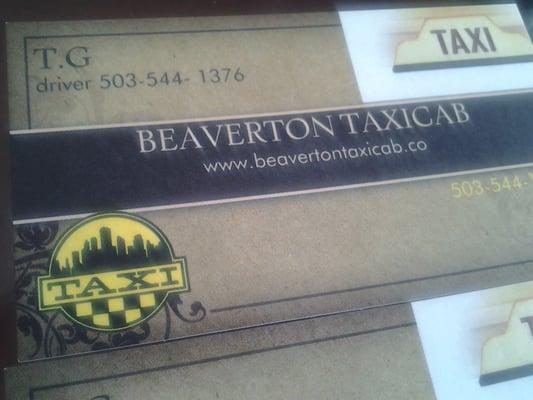 T.G
driver 503-544- 1376
TAXI
BEAVERTON TAXICAB
www.beavertontaxicab.co
503-544-
TAXI